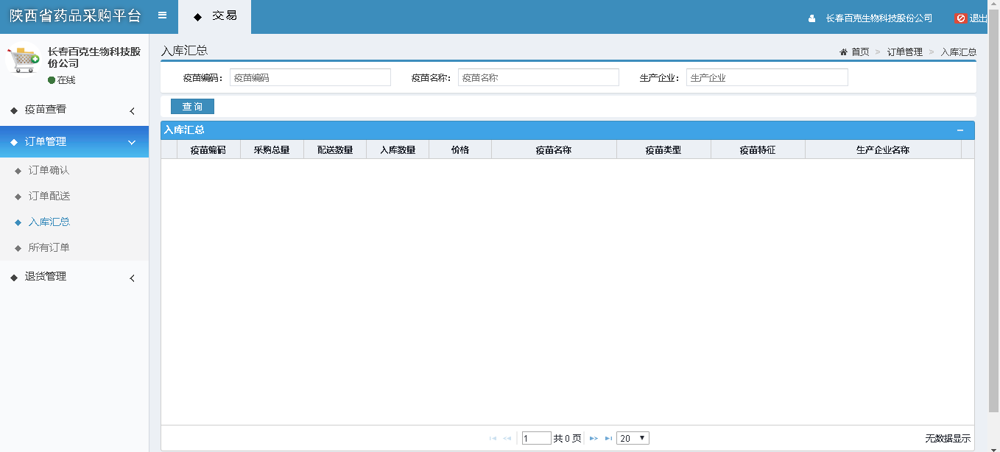 陕西省药品采购平台
交易
长春百克生物科技股份公司
退出
长春百克生物科技股
份公司
在线
疫苗查看
订单管理
订单确认
订单配送
入库汇总
所有订单
退货管理
入库汇总
首页 > 订单管理 > 入库汇总
疫苗编码： 疫苗编码 疫苗名称： 疫苗名称 生产企业： 生产企业
查询
入库汇总
疫苗编码 采购总量 配送数量 入库数量 价格 疫苗名称 疫苗类型 疫苗特征 生产企业名称
1 共 0 页 20 无数据显示